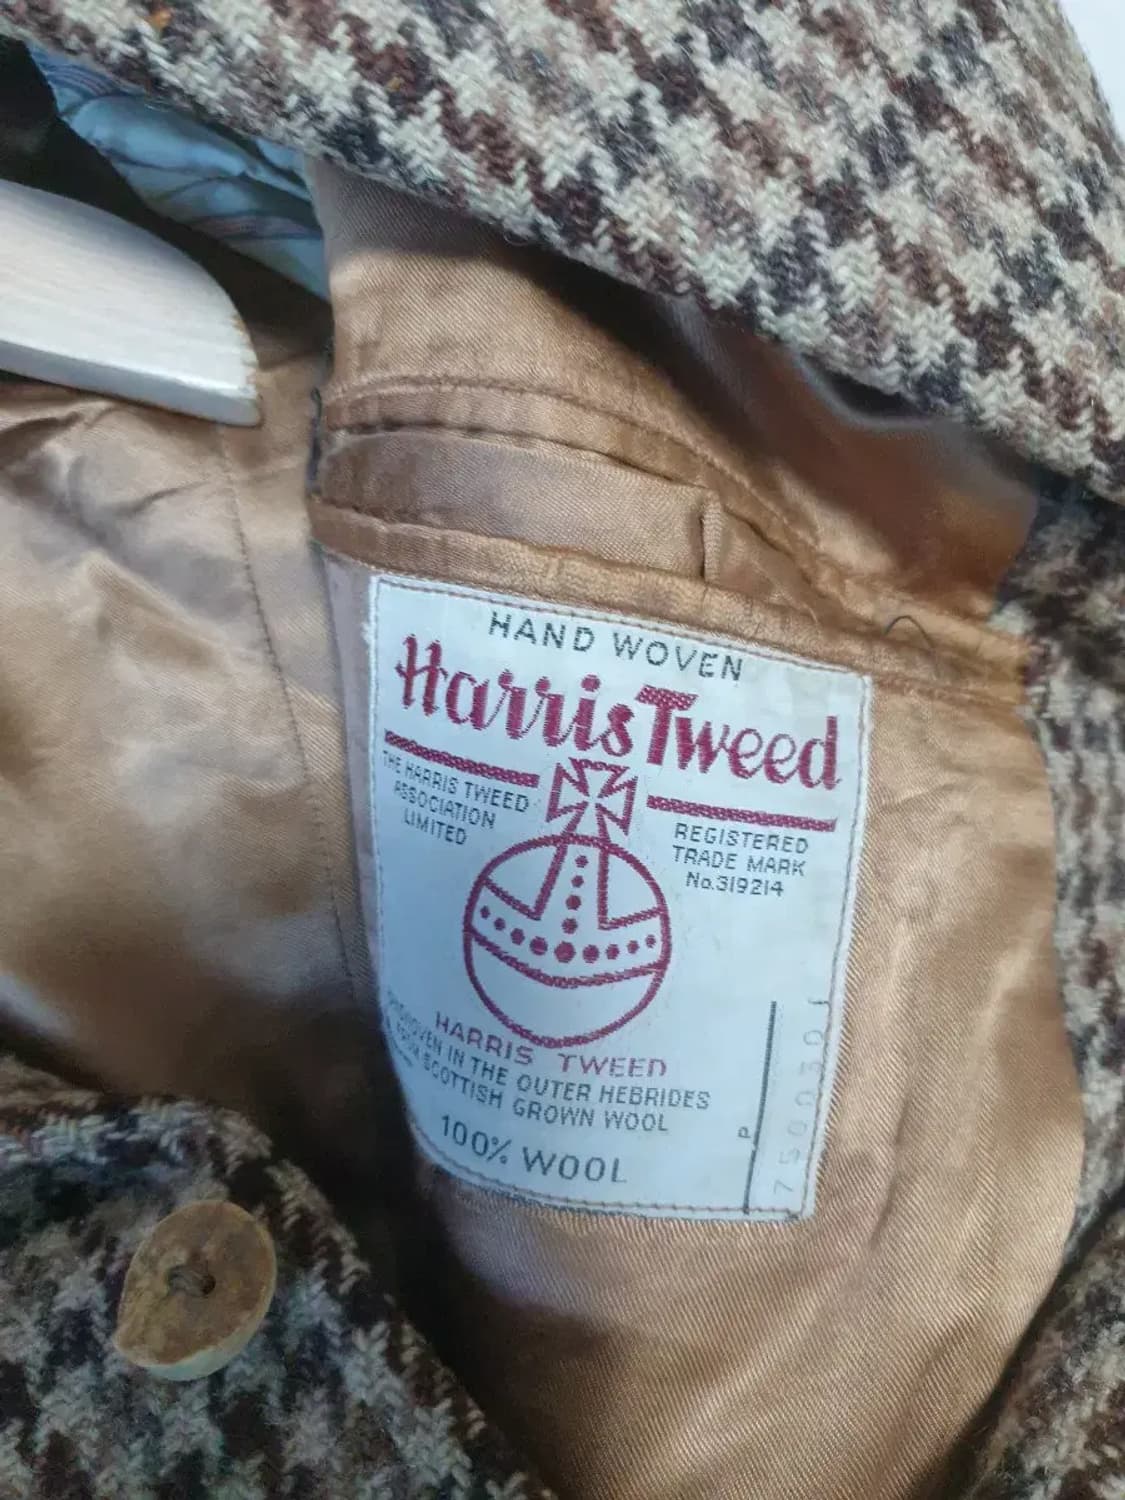 HAND WOVEN
Harris Tweed
THE HARRIS TWEED
ASSOCIATION
LIMITED
REGISTERED
TRADE MARK
No.319214
HARRIS TWEED
WOVEN IN THE OUTER HEBRIDES
SCOTTISH GROWN WOOL
100% WOOL
P